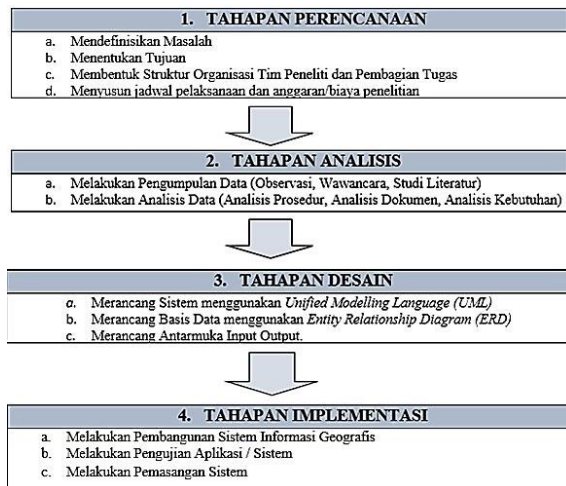 1. TAHAPAN PERENCANAAN
a. Mendefinisikan Masalah
b. Menentukan Tujuan
c. Membentuk Struktur Organisasi Tim Peneliti dan Pembagian Tugas
d. Menyusun jadwal pelaksanaan dan anggaran/biaya penelitian
2. TAHAPAN ANALISIS
a. Melakukan Pengumpulan Data (Observasi, Wawancara, Studi Literatur)
b. Melakukan Analisis Data (Analisis Prosedur, Analisis Dokumen, Analisis Kebutuhan)
3. TAHAPAN DESAIN
a. Merancang Sistem menggunakan Unified Modelling Language (UML)
b. Merancang Basis Data menggunakan Entity Relationship Diagram (ERD)
c. Merancang Antarmuka Input Output.
4. TAHAPAN IMPLEMENTASI
a. Melakukan Pembangunan Sistem Informasi Geografis
b. Melakukan Pengujian Aplikasi / Sistem
c. Melakukan Pemasangan Sistem